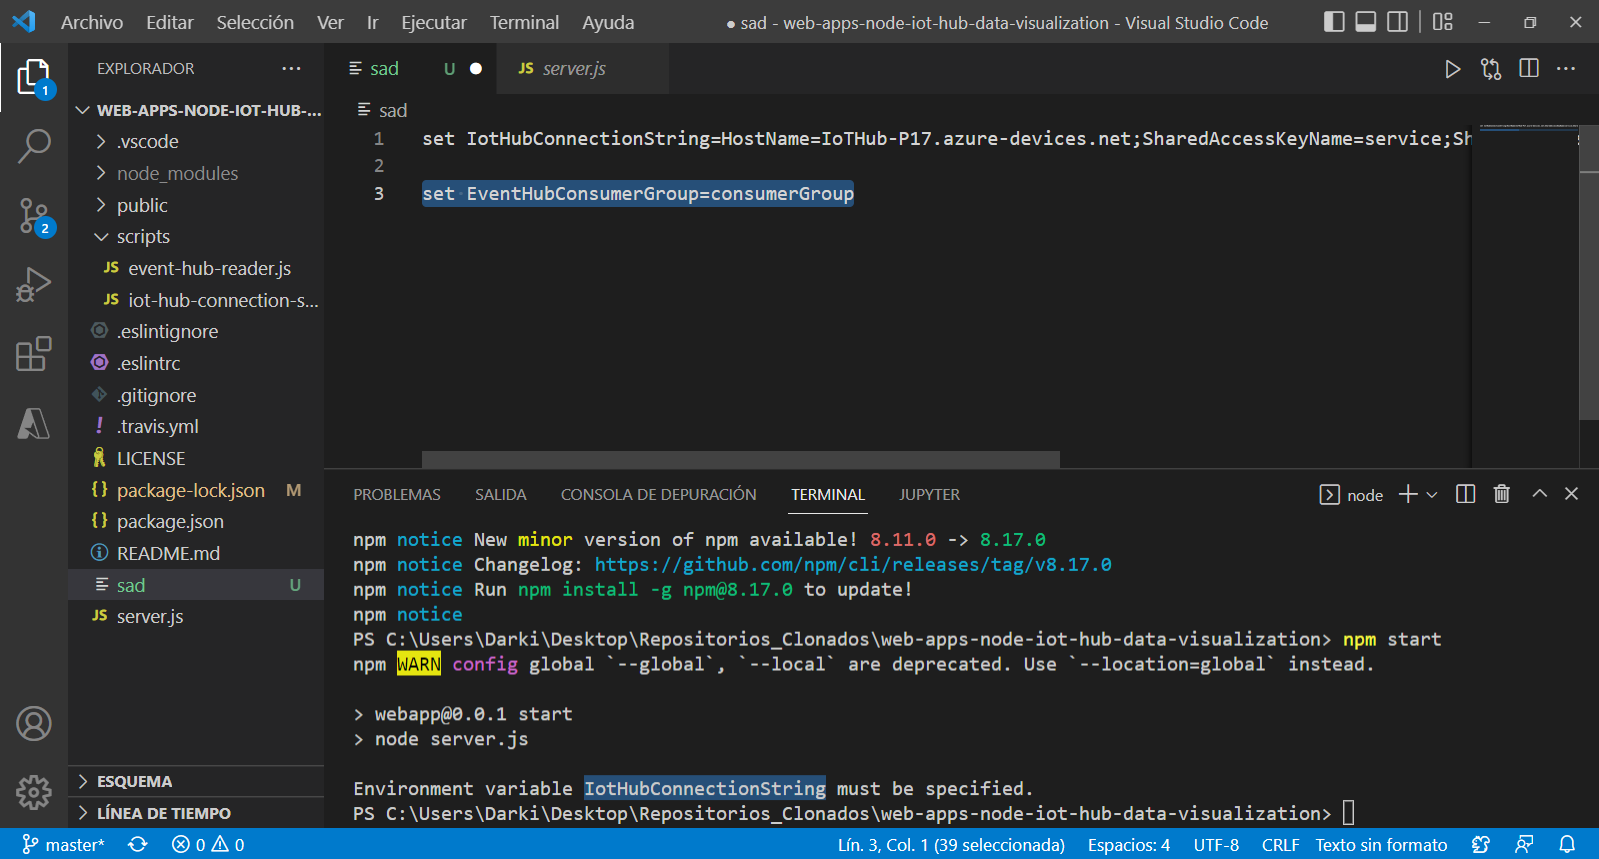 Archivo Editar Selección Ver Ir Ejecutar Terminal Ayuda
● sad - web-apps-node-iot-hub-data-visualization - Visual Studio Code
EXPLORADOR ···
WEB-APPS-NODE-IOT-HUB-...
.vscode
node_modules
public
scripts
JS event-hub-reader.js
JS iot-hub-connection-s...
.eslintignore
.eslintrc
.gitignore
! .travis.yml
LICENSE
{} package-lock.json M
{} package.json
README.md
sad U
JS server.js
ESQUEMA
LÍNEA DE TIEMPO
1
2
sad U ●
JS server.js
sad
1 set IotHubConnectionString=HostName=IoTHub-P17.azure-devices.net;SharedAccessKeyName=service;Sh
2
3 set EventHubConsumerGroup=consumerGroup
PROBLEMAS SALIDA CONSOLA DE DEPURACIÓN TERMINAL JUPYTER
node
npm notice New minor version of npm available! 8.11.0 -> 8.17.0
npm notice Changelog: https://github.com/npm/cli/releases/tag/v8.17.0
npm notice Run npm install -g npm@8.17.0 to update!
npm notice
PS C:\Users\Darki\Desktop\Repositorios_Clonados\web-apps-node-iot-hub-data-visualization> npm start
npm WARN config global `--global`, `--local` are deprecated. Use `--location=global` instead.
> webapp@0.0.1 start
> node server.js
Environment variable IotHubConnectionString must be specified.
PS C:\Users\Darki\Desktop\Repositorios_Clonados\web-apps-node-iot-hub-data-visualization>
master* 0 0 Lín. 3, Col. 1 (39 seleccionada) Espacios: 4 UTF-8 CRLF Texto sin formato